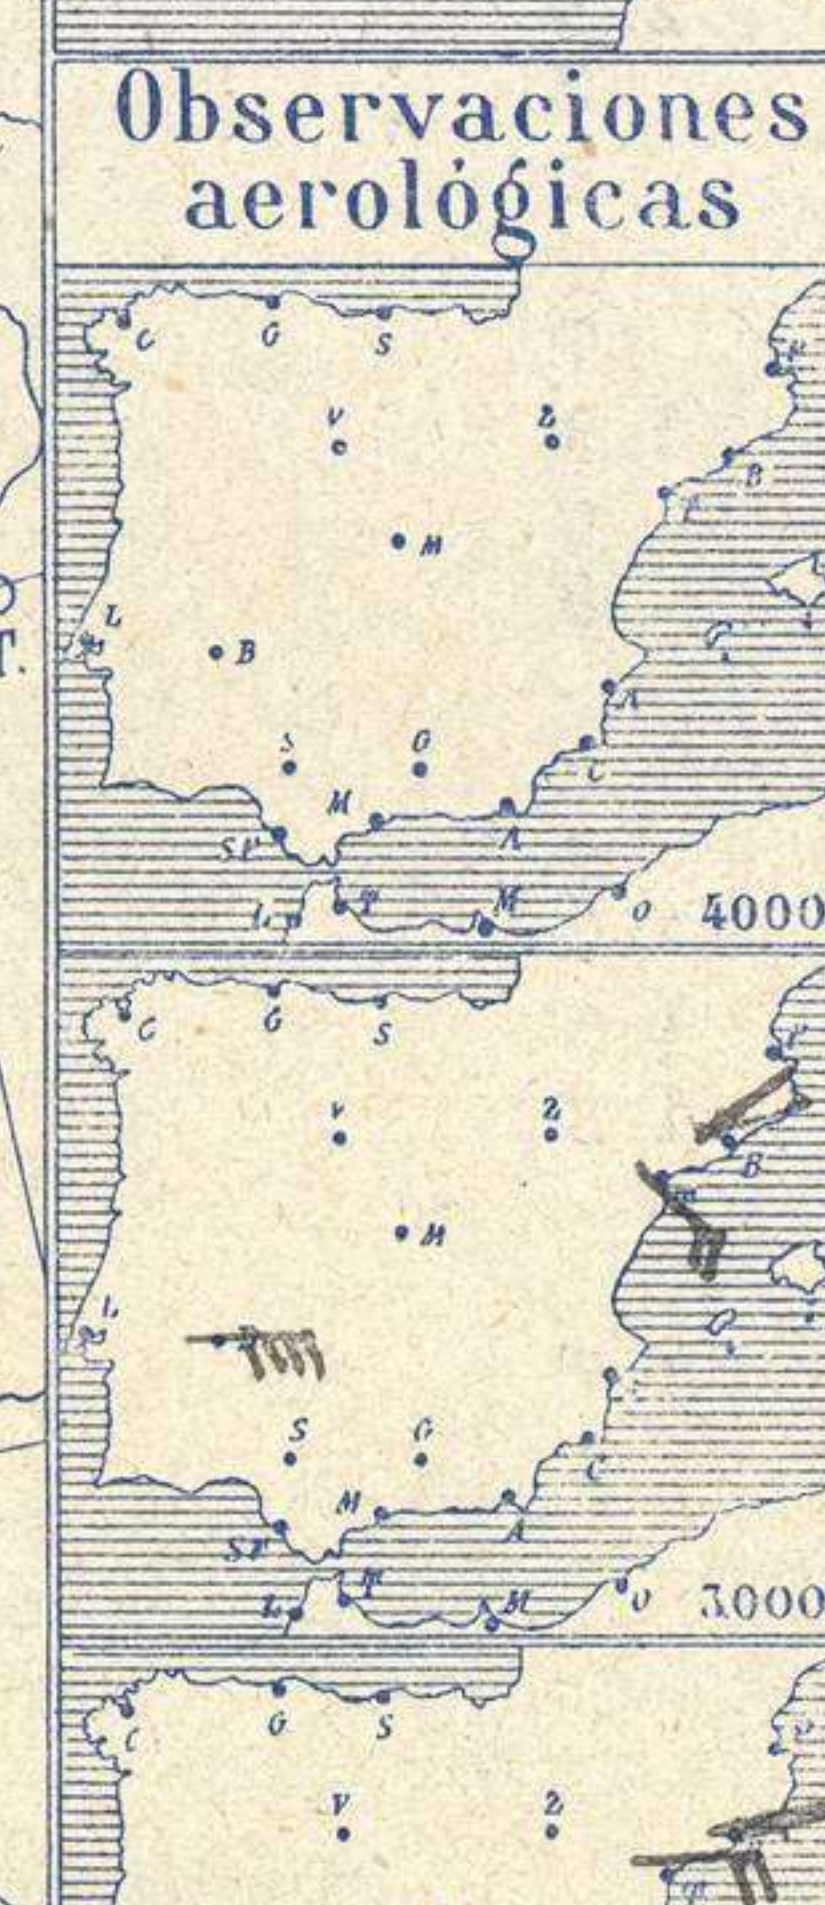 Observaciones
aerológicas
C G S
V Z
B
M
L
B
A
S G
C
M
A
SF
T M
L O 4000
C G S
V Z
B
M
L
S G
C
M
A
SF
T M
L O 3000
C G S
V Z
T.